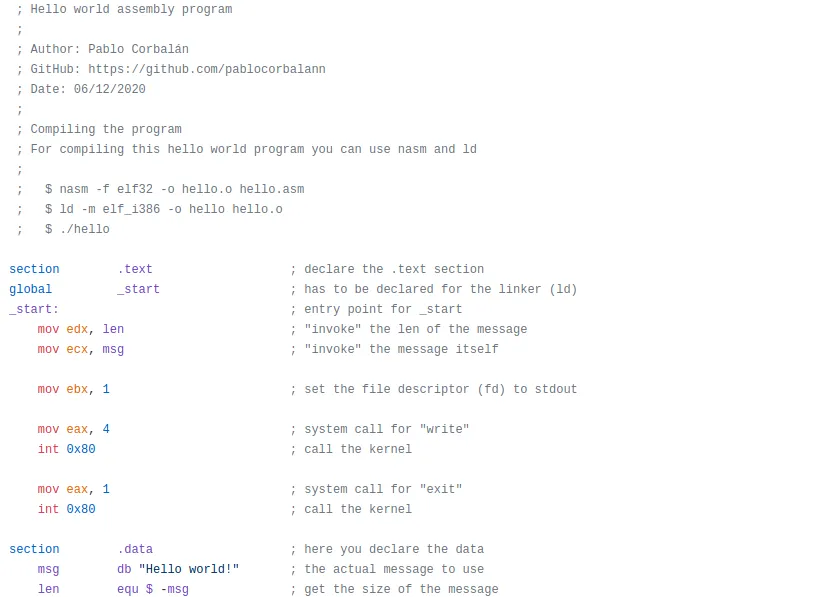 ; Hello world assembly program
;
; Author: Pablo Corbalán
; GitHub: https://github.com/pablocorbalann
; Date: 06/12/2020
;
; Compiling the program
; For compiling this hello world program you can use nasm and ld
;
;   $ nasm -f elf32 -o hello.o hello.asm
;   $ ld -m elf_i386 -o hello hello.o
;   $ ./hello
section        .text                   ; declare the .text section
global         _start                  ; has to be declared for the linker (ld)
_start:                                ; entry point for _start
    mov edx, len                       ; "invoke" the len of the message
    mov ecx, msg                       ; "invoke" the message itself
    mov ebx, 1                         ; set the file descriptor (fd) to stdout
    mov eax, 4                         ; system call for "write"
    int 0x80                           ; call the kernel
    mov eax, 1                         ; system call for "exit"
    int 0x80                           ; call the kernel
section        .data                   ; here you declare the data
    msg        db "Hello world!"       ; the actual message to use
    len        equ $ -msg              ; get the size of the message